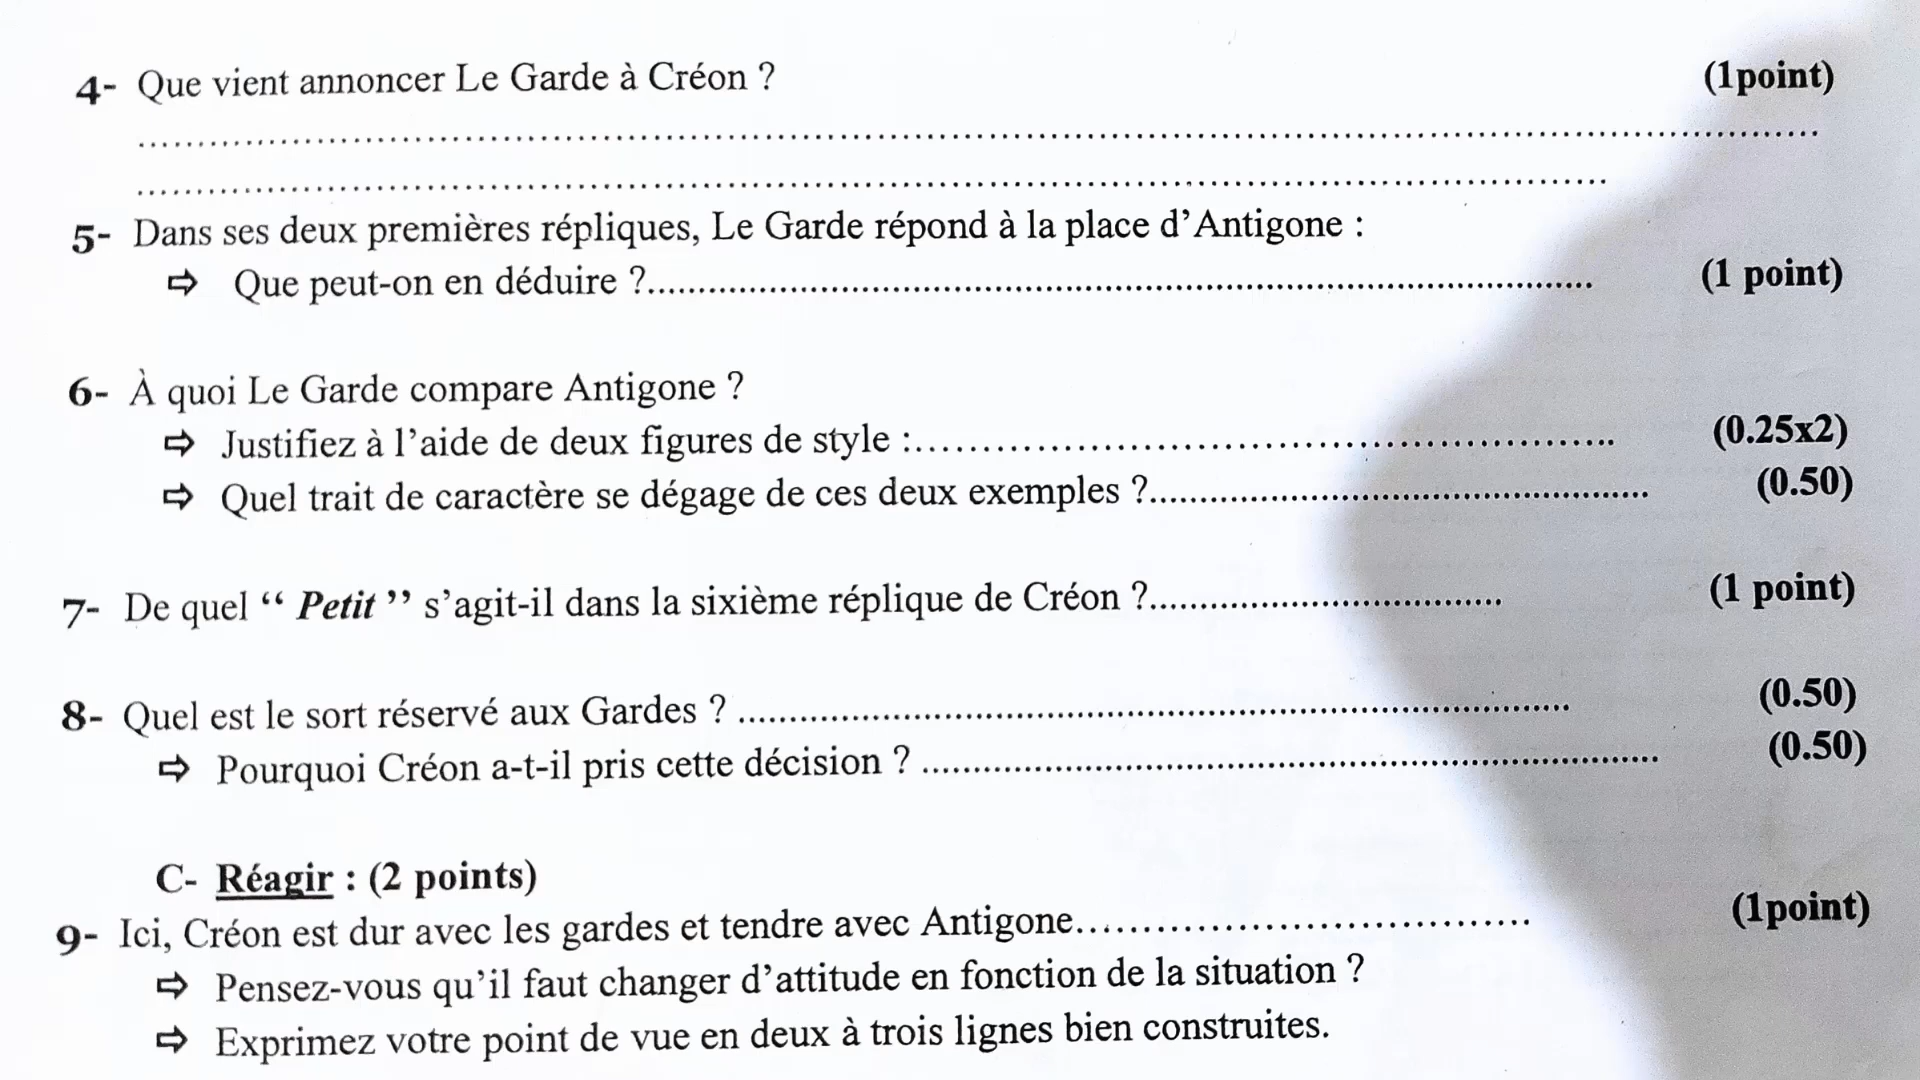 4- Que vient annoncer Le Garde à Créon ? (1point)
................................................................................
................................................................................
5- Dans ses deux premières répliques, Le Garde répond à la place d’Antigone :
⇨ Que peut-on en déduire ?................................................ (1 point)
6- À quoi Le Garde compare Antigone ?
⇨ Justifiez à l’aide de deux figures de style :................................................ (0.25x2)
⇨ Quel trait de caractère se dégage de ces deux exemples ?................................ (0.50)
7- De quel “ Petit ” s’agit-il dans la sixième réplique de Créon ?................................ (1 point)
8- Quel est le sort réservé aux Gardes ? ................................................ (0.50)
⇨ Pourquoi Créon a-t-il pris cette décision ? ................................................ (0.50)
C- Réagir : (2 points)
9- Ici, Créon est dur avec les gardes et tendre avec Antigone................................ (1point)
⇨ Pensez-vous qu’il faut changer d’attitude en fonction de la situation ?
⇨ Exprimez votre point de vue en deux à trois lignes bien construites.